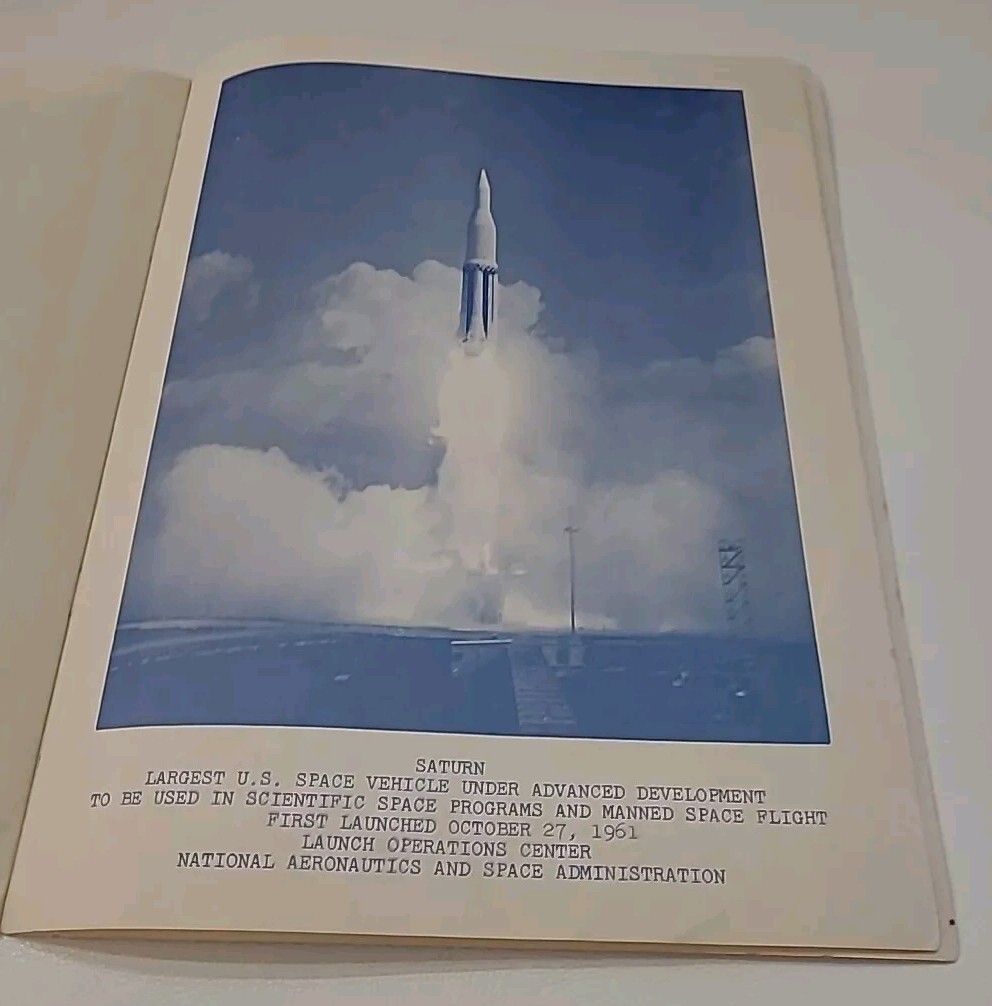 SATURN
LARGEST U.S. SPACE VEHICLE UNDER ADVANCED DEVELOPMENT
TO BE USED IN SCIENTIFIC SPACE PROGRAMS AND MANNED SPACE FLIGHT
FIRST LAUNCHED OCTOBER 27, 1961
LAUNCH OPERATIONS CENTER
NATIONAL AERONAUTICS AND SPACE ADMINISTRATION